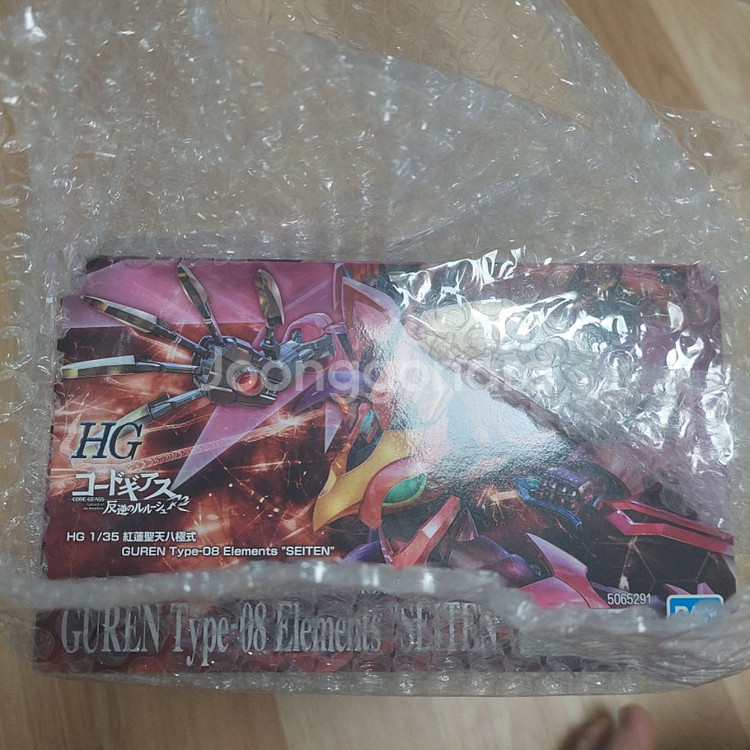 Joonggonara
HG
コードギアス
CODE GEASS
反逆のルルーシュ R2
HG 1/35 紅蓮聖天八極式
GUREN Type-08 Elements "SEITEN"
5065291
GUREN Type-08 Elements "SEITEN